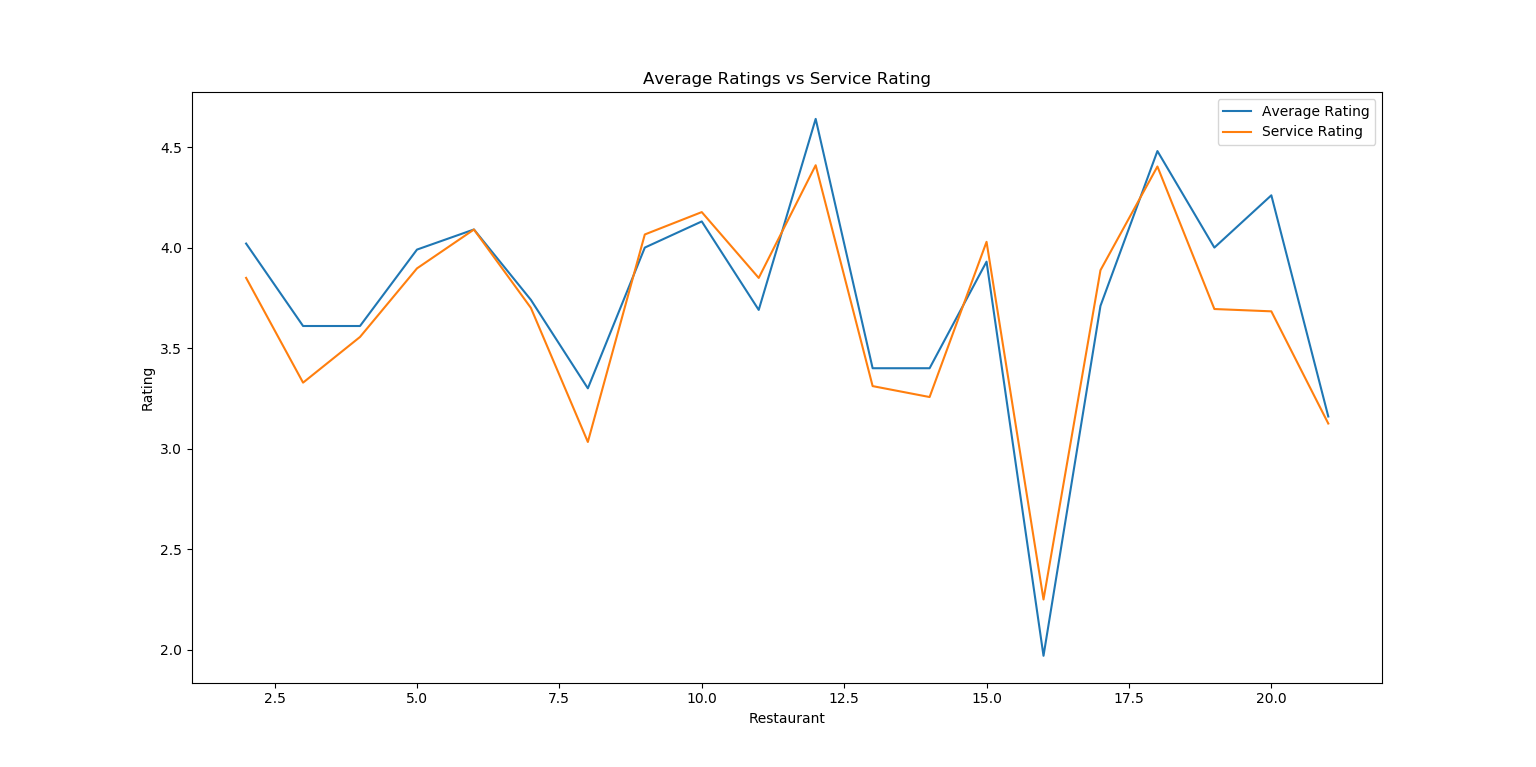 Average Ratings vs Service Rating
Average Rating
Service Rating
4.5
4.0
3.5
3.0
2.5
2.0
Rating
2.5 5.0 7.5 10.0 12.5 15.0 17.5 20.0
Restaurant